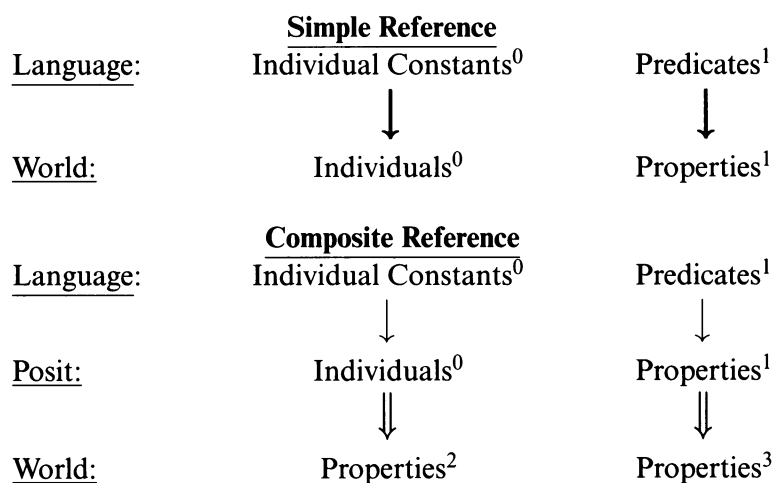 Simple Reference
Language: Individual Constants⁰ Predicates¹
World: Individuals⁰ Properties¹
Composite Reference
Language: Individual Constants⁰ Predicates¹
Posit: Individuals⁰ Properties¹
World: Properties² Properties³